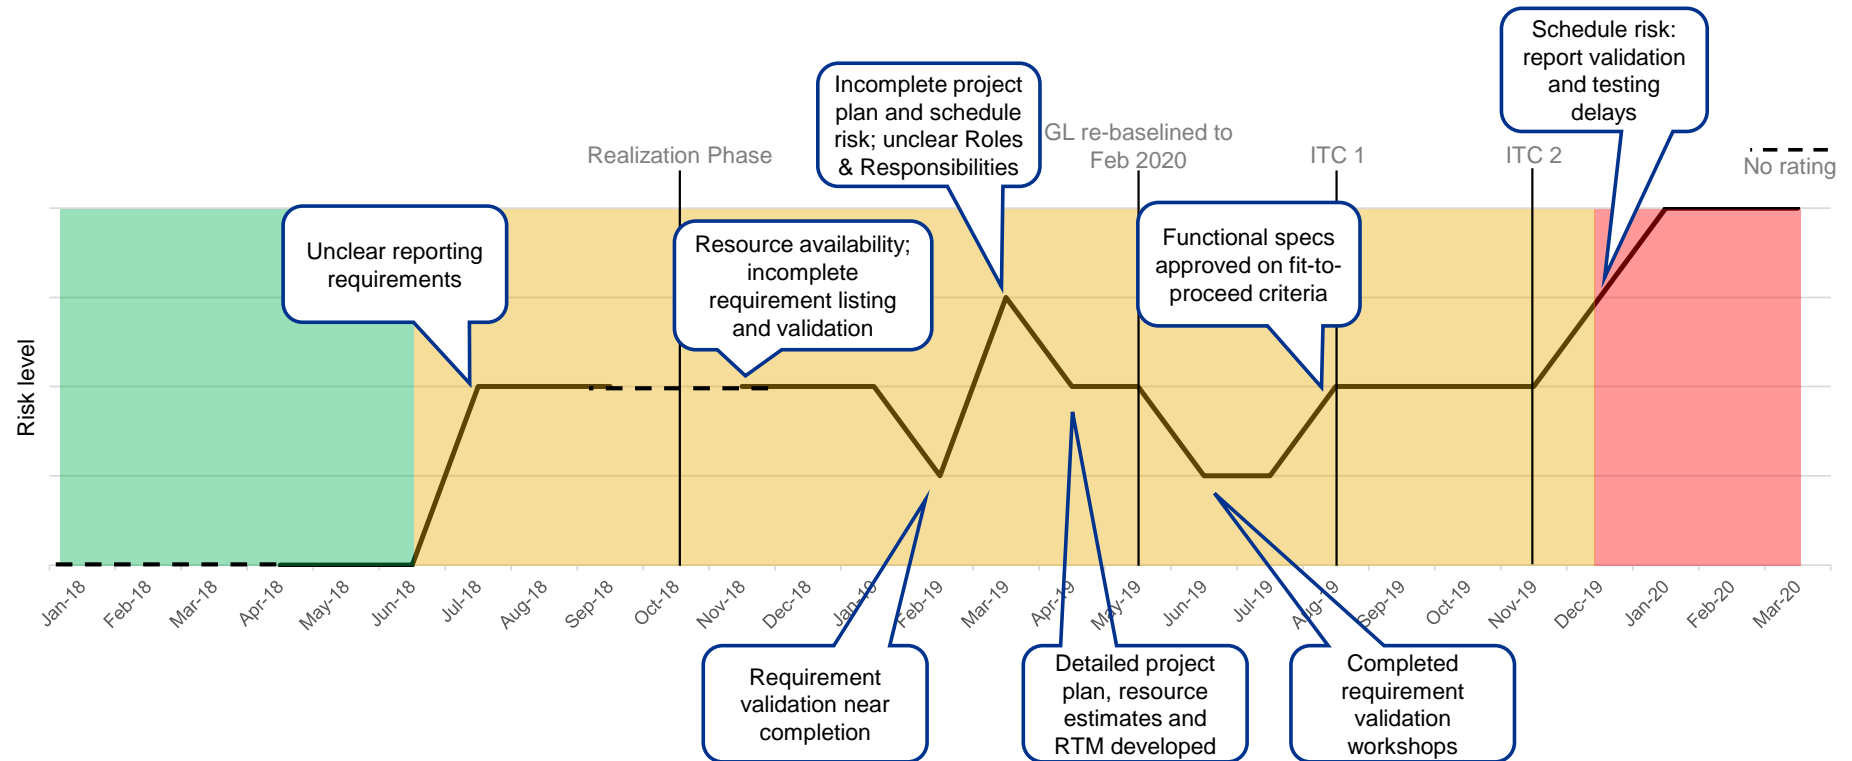 Schedule risk:
report validation
and testing
delays
Incomplete project
plan and schedule
risk; unclear Roles
& Responsibilities
GL re-baselined to
Feb 2020
Realization Phase
ITC 1
ITC 2
No rating
Unclear reporting
requirements
Resource availability;
incomplete
requirement listing
and validation
Functional specs
approved on fit-to-
proceed criteria
Risk level
Jan-18
Feb-18
Mar-18
Apr-18
May-18
Jun-18
Jul-18
Aug-18
Sep-18
Oct-18
Nov-18
Dec-18
Jan-19
Feb-19
Mar-19
Apr-19
May-19
Jun-19
Jul-19
Aug-19
Sep-19
Oct-19
Nov-19
Dec-19
Jan-20
Feb-20
Mar-20
Requirement
validation near
completion
Detailed project
plan, resource
estimates and
RTM developed
Completed
requirement
validation
workshops